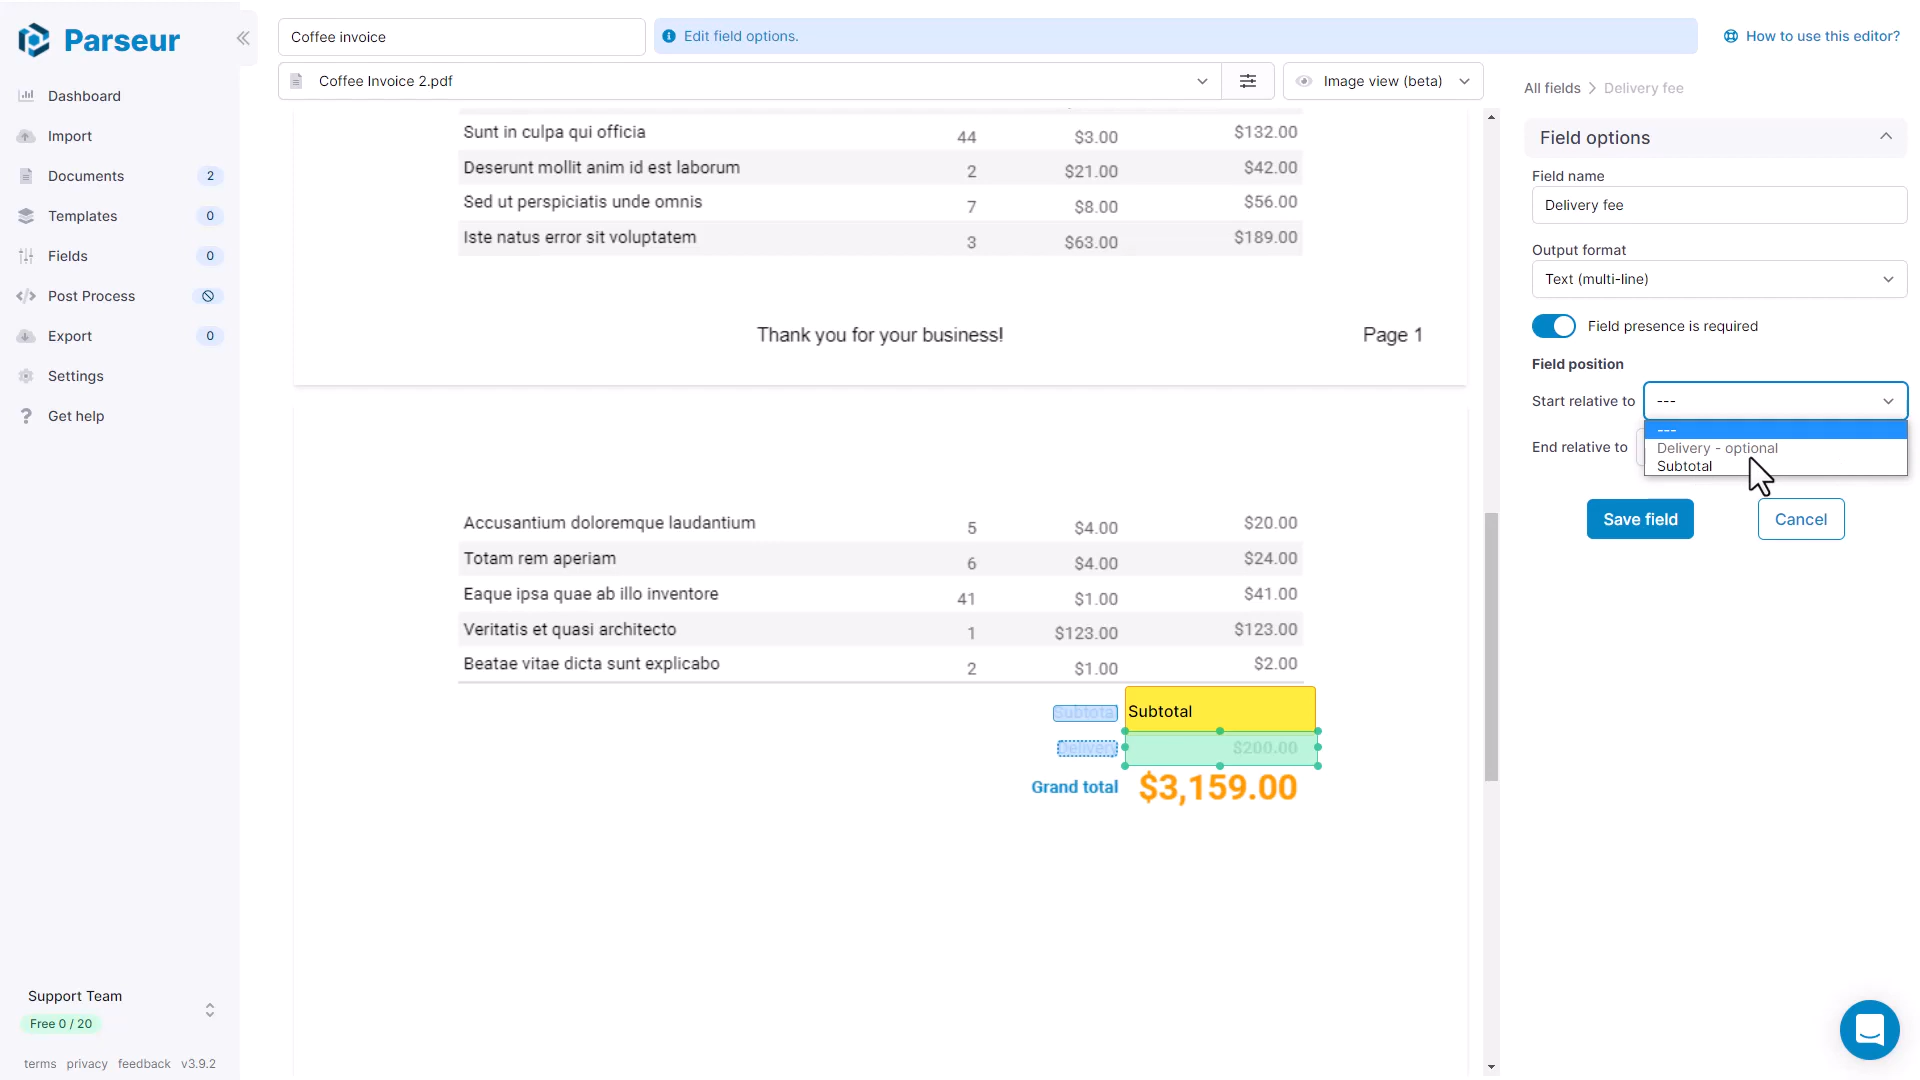 Parseur
Dashboard
Import
Documents 2
Templates 0
Fields 0
Post Process
Export 0
Settings
Get help
Support Team
Free 0 / 20
terms privacy feedback v3.9.2
Coffee invoice
Edit field options.
How to use this editor?
Coffee Invoice 2.pdf
Image view (beta)
Sunt in culpa qui officia 44 $3.00 $132.00
Deserunt mollit anim id est laborum 2 $21.00 $42.00
Sed ut perspiciatis unde omnis 7 $8.00 $56.00
Iste natus error sit voluptatem 3 $63.00 $189.00
Thank you for your business! Page 1
Accusantium doloremque laudantium 5 $4.00 $20.00
Totam rem aperiam 6 $4.00 $24.00
Eaque ipsa quae ab illo inventore 41 $1.00 $41.00
Veritatis et quasi architecto 1 $123.00 $123.00
Beatae vitae dicta sunt explicabo 2 $1.00 $2.00
Subtotal Subtotal
Delivery $200.00
Grand total $3,159.00
All fields > Delivery fee
Field options
Field name
Delivery fee
Output format
Text (multi-line)
Field presence is required
Field position
Start relative to ---
---
Delivery - optional
End relative to
Subtotal
Save field Cancel